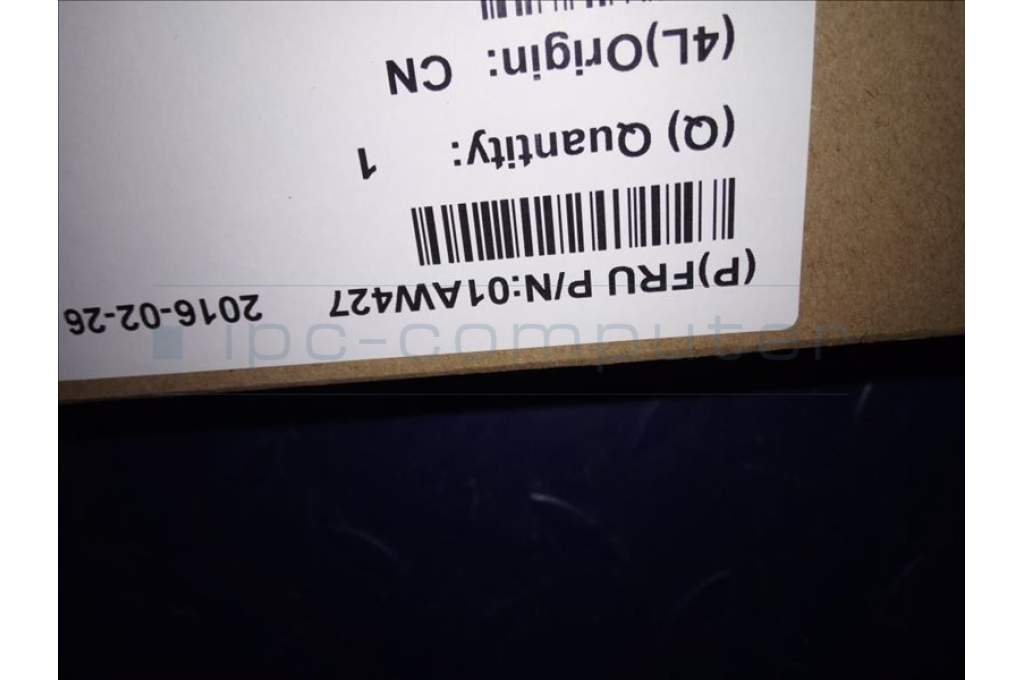 2016-02-26 (P)FRU P/N:01AW427
(Q) Quantity: 1
(4L)Origin: CN
ipc-computer